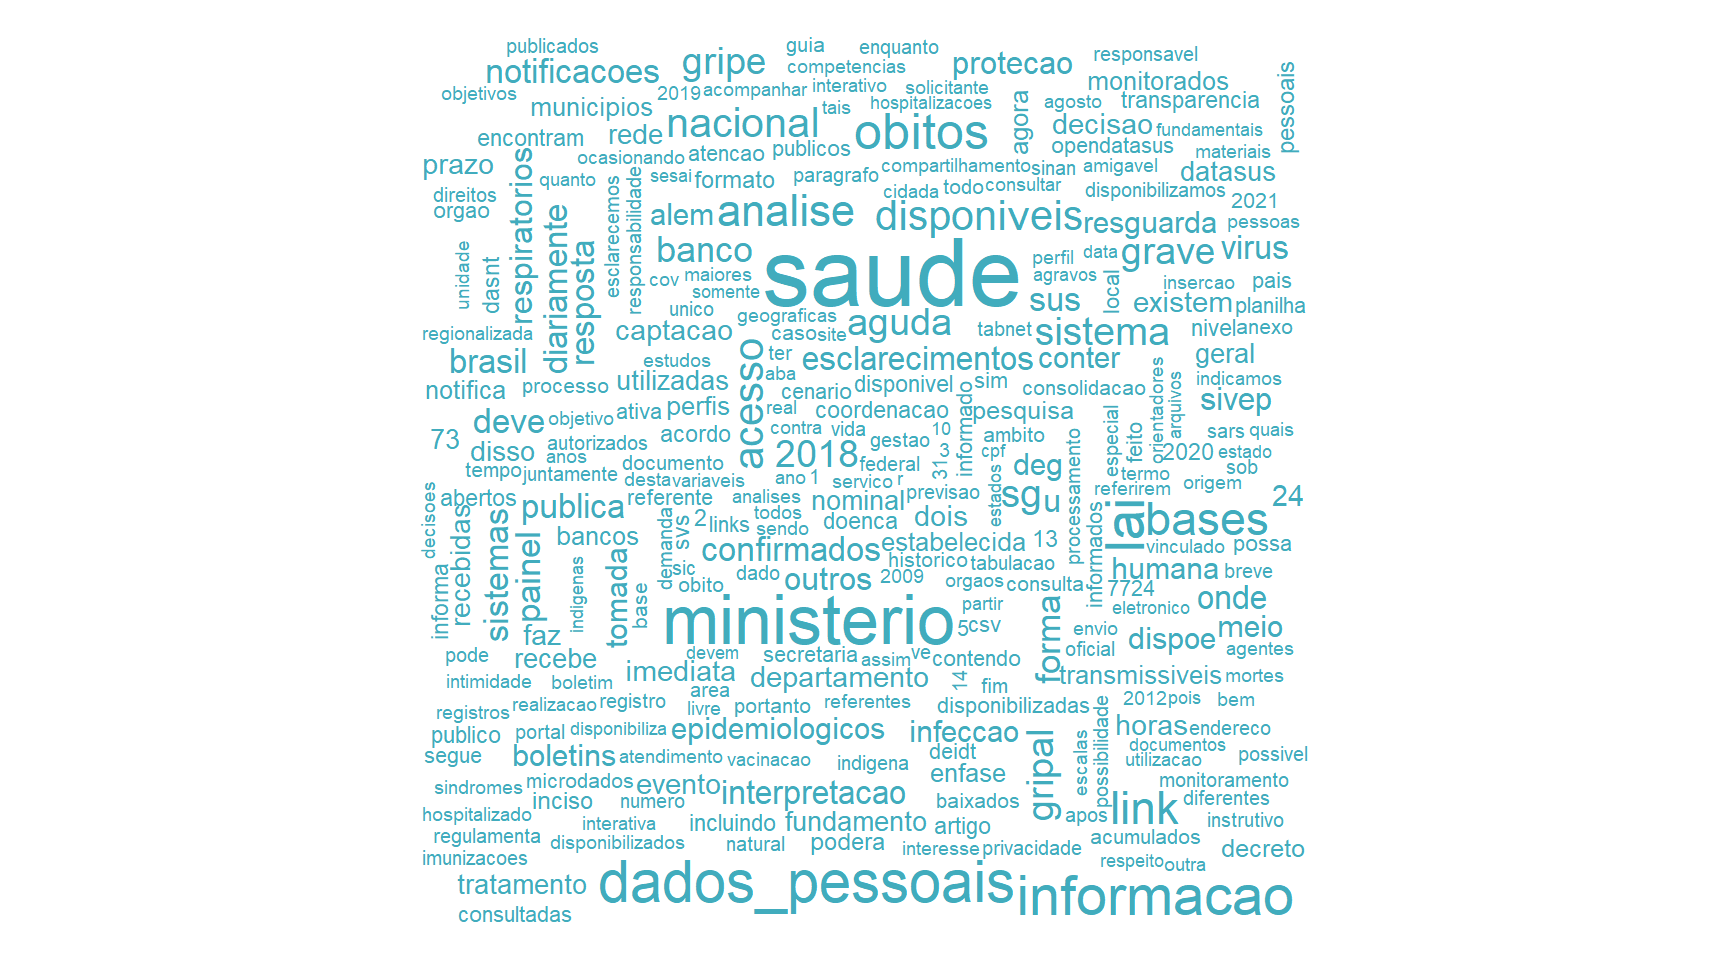 publicados
guia
enquanto
notificacoes
gripe
competencias
protecao
responsavel
objetivos
municipios
2019
acompanhar
interativo
solicitante
monitorados
pessoais
encontram
rede
nacional
tais
hospitalizacoes
obitos
agora
agosto
transparencia
decisao
fundamentais
prazo
ocasionando
atencao
publicos
opendatasus
materiais
respiratorios
quanto
sesai
formato
paragrafo
compartilhamento
sinan
amigavel
datasus
direitos
orgao
diariamente
esclarecemos
responsabilidade
alem
analise
cidada
todo
consultar
disponibilizamos
2021
disponiveis
resguarda
pessoas
unidade
dasnt
resposta
banco
saude
perfil
data
grave
virus
cov
maiores
somente
agravos
local
insercao
pais
unico
geograficas
sus
existem
planilha
regionalizada
captacao
caso
site
aguda
tabnet
sistema
nivel
anexo
brasil
estudos
acesso
ter
esclarecimentos
conter
geral
notifica
processo
utilizadas
aba
cenario
disponivel
sim
consolidacao
orientadores
arquivos
indicamos
deve
objetivo
ativa
perfis
real
coordenacao
informado
pesquisa
sivep
73
disso
autorizados
acordo
contra
vida
gestao
10
ambito
especial
feito
sars
quais
anos
tempo
juntamente
documento
2018
federal
3
31
cpf
deg
processamento
2020
estado
termo
sob
desta
variaveis
ano
1
servico
r
previsao
estados
sg
u
referirem
origem
24
decisoes
abertos
publica
referente
analises
nominal
lai
bases
recebidas
sistemas
painel
bancos
demanda
svs
2
links
todos
sendo
doenca
dois
informados
vinculado
possa
confirmados
estabelecida
13
informa
indigenas
tomada
base
sic
obito
dado
outros
historico
2009
tabulacao
orgaos
consulta
humana
breve
7724
eletronico
onde
faz
ministerio
partir
5
csv
forma
envio
oficial
dispoe
meio
agentes
pode
recebe
devem
secretaria
assim
ve
contendo
intimidade
boletim
imediata
departamento
14
fim
transmissiveis
mortes
registros
realizacao
registro
area
livre
portanto
referentes
disponibilizadas
possibilidade
2012
pois
bem
publico
portal
disponibiliza
epidemiologicos
infeccao
gripal
escalas
horas
endereco
segue
boletins
atendimento
vacinacao
indigena
deidt
documentos
utilizacao
possivel
sindromes
microdados
evento
interpretacao
enfase
monitoramento
hospitalizado
inciso
numero
baixados
link
diferentes
regulamenta
interativa
incluindo
fundamento
artigo
apos
instrutivo
acumulados
imunizacoes
disponibilizados
natural
podera
interesse
privacidade
respeito
outra
decreto
tratamento
dados_pessoais
informacao
consultadas